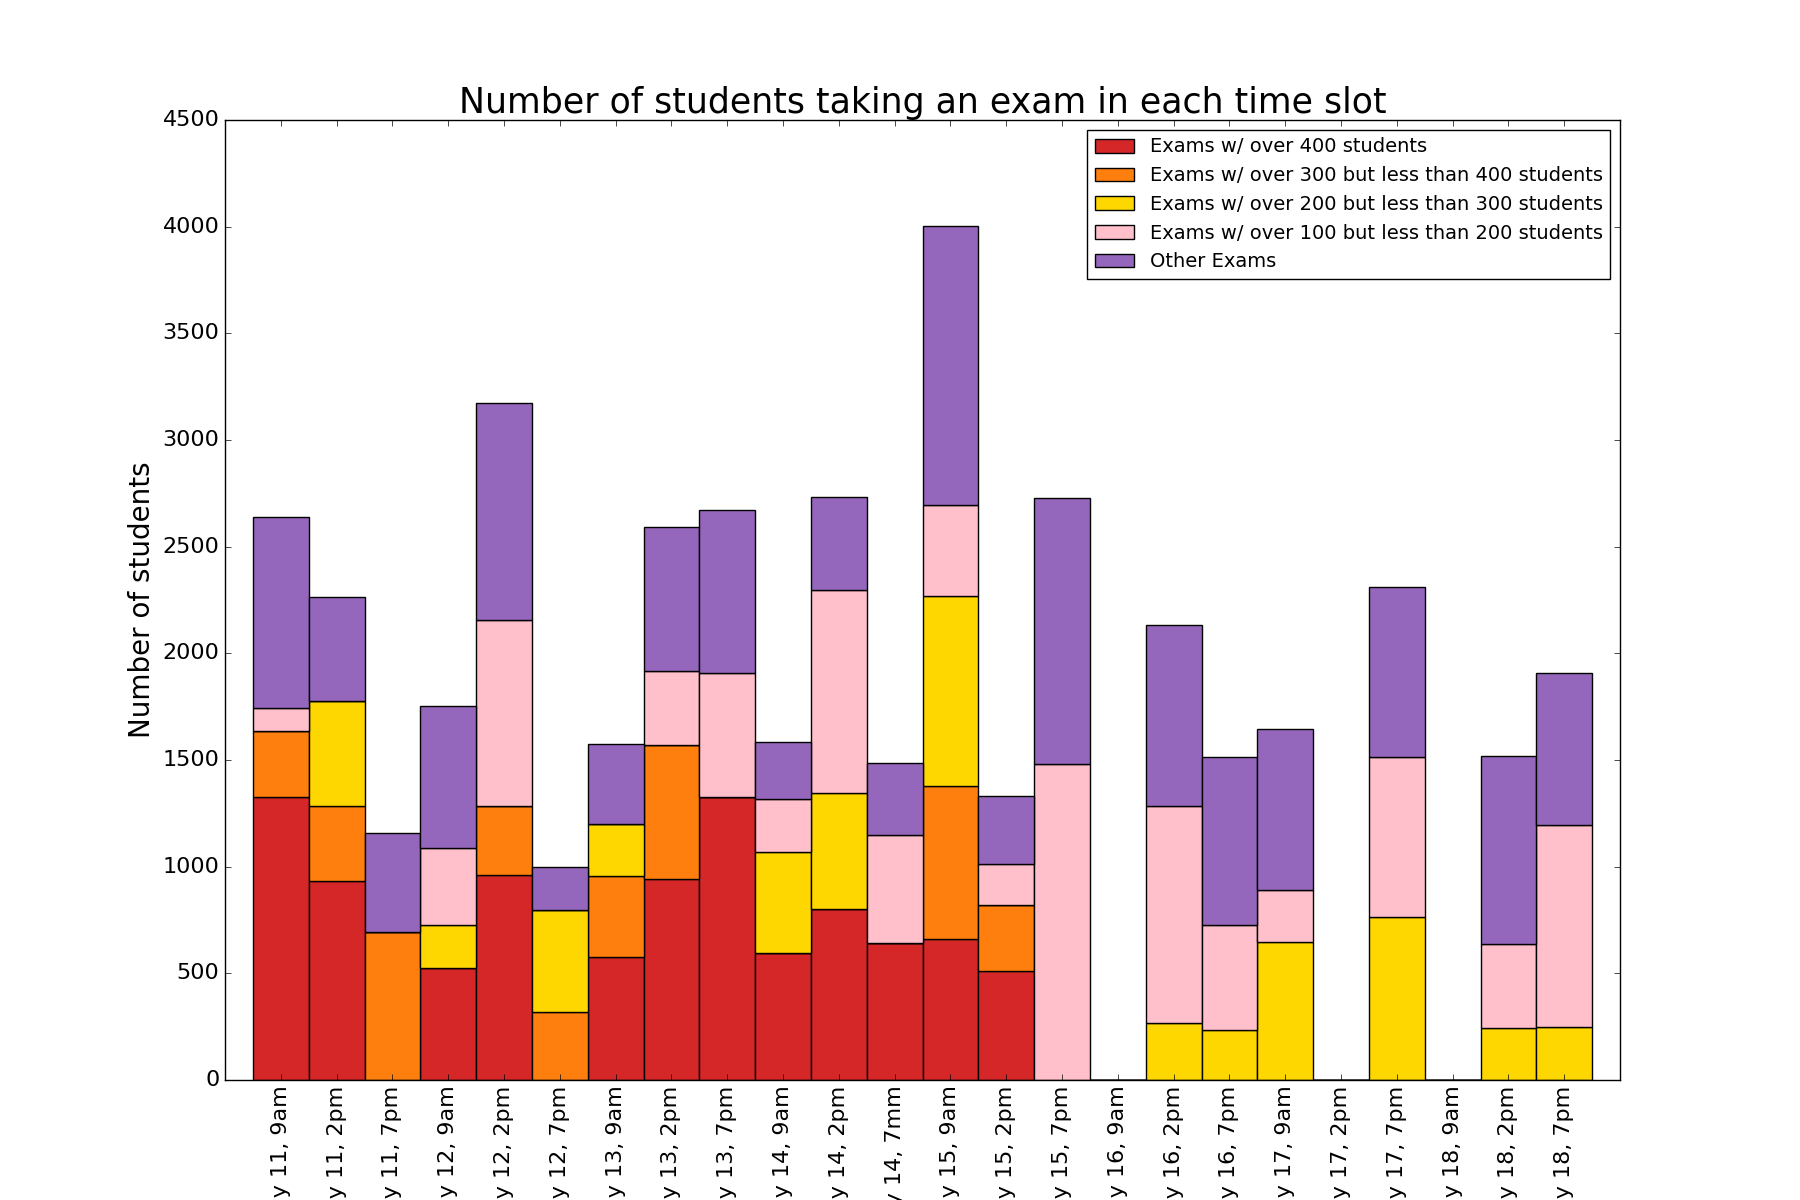 Number of students taking an exam in each time slot
Exams w/ over 400 students
Exams w/ over 300 but less than 400 students
Exams w/ over 200 but less than 300 students
Exams w/ over 100 but less than 200 students
Other Exams
Number of students
4500
4000
3500
3000
2500
2000
1500
1000
500
0
y 11, 9am
y 11, 2pm
y 11, 7pm
y 12, 9am
y 12, 2pm
y 12, 7pm
y 13, 9am
y 13, 2pm
y 13, 7pm
y 14, 9am
y 14, 2pm
y 14, 7mm
y 15, 9am
y 15, 2pm
y 15, 7pm
y 16, 9am
y 16, 2pm
y 16, 7pm
y 17, 9am
y 17, 2pm
y 17, 7pm
y 18, 9am
y 18, 2pm
y 18, 7pm